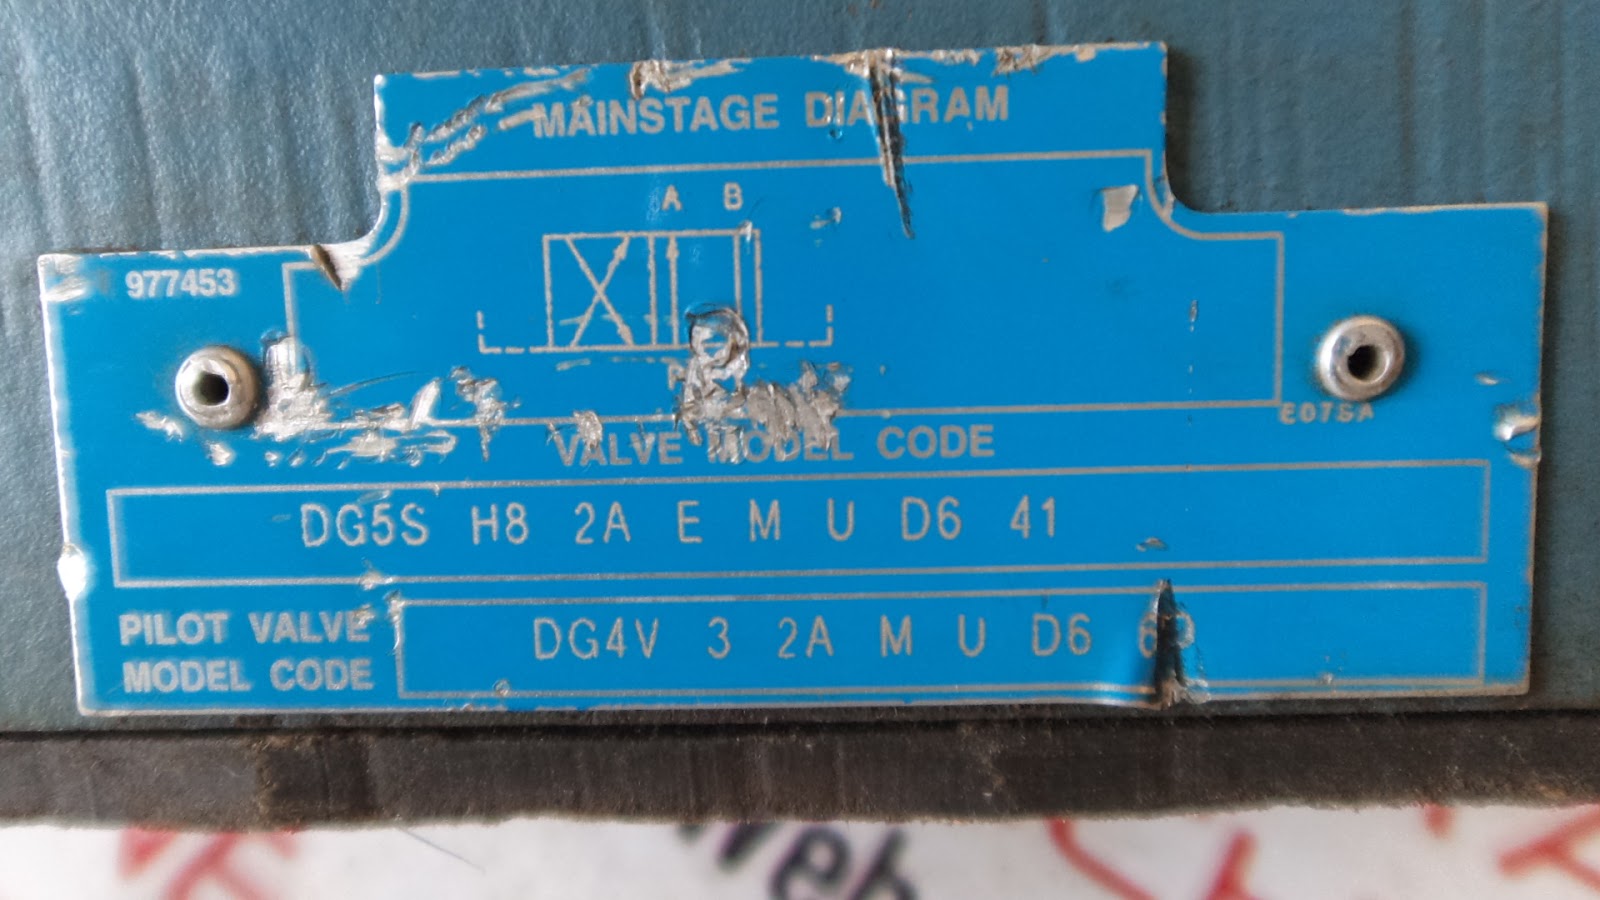 MAINSTAGE DIAGRAM
A B
977453
E07SA
VALVE MODEL CODE
DG5S H8 2A E M U D6 41
PILOT VALVE
MODEL CODE
DG4V 3 2A M U D6